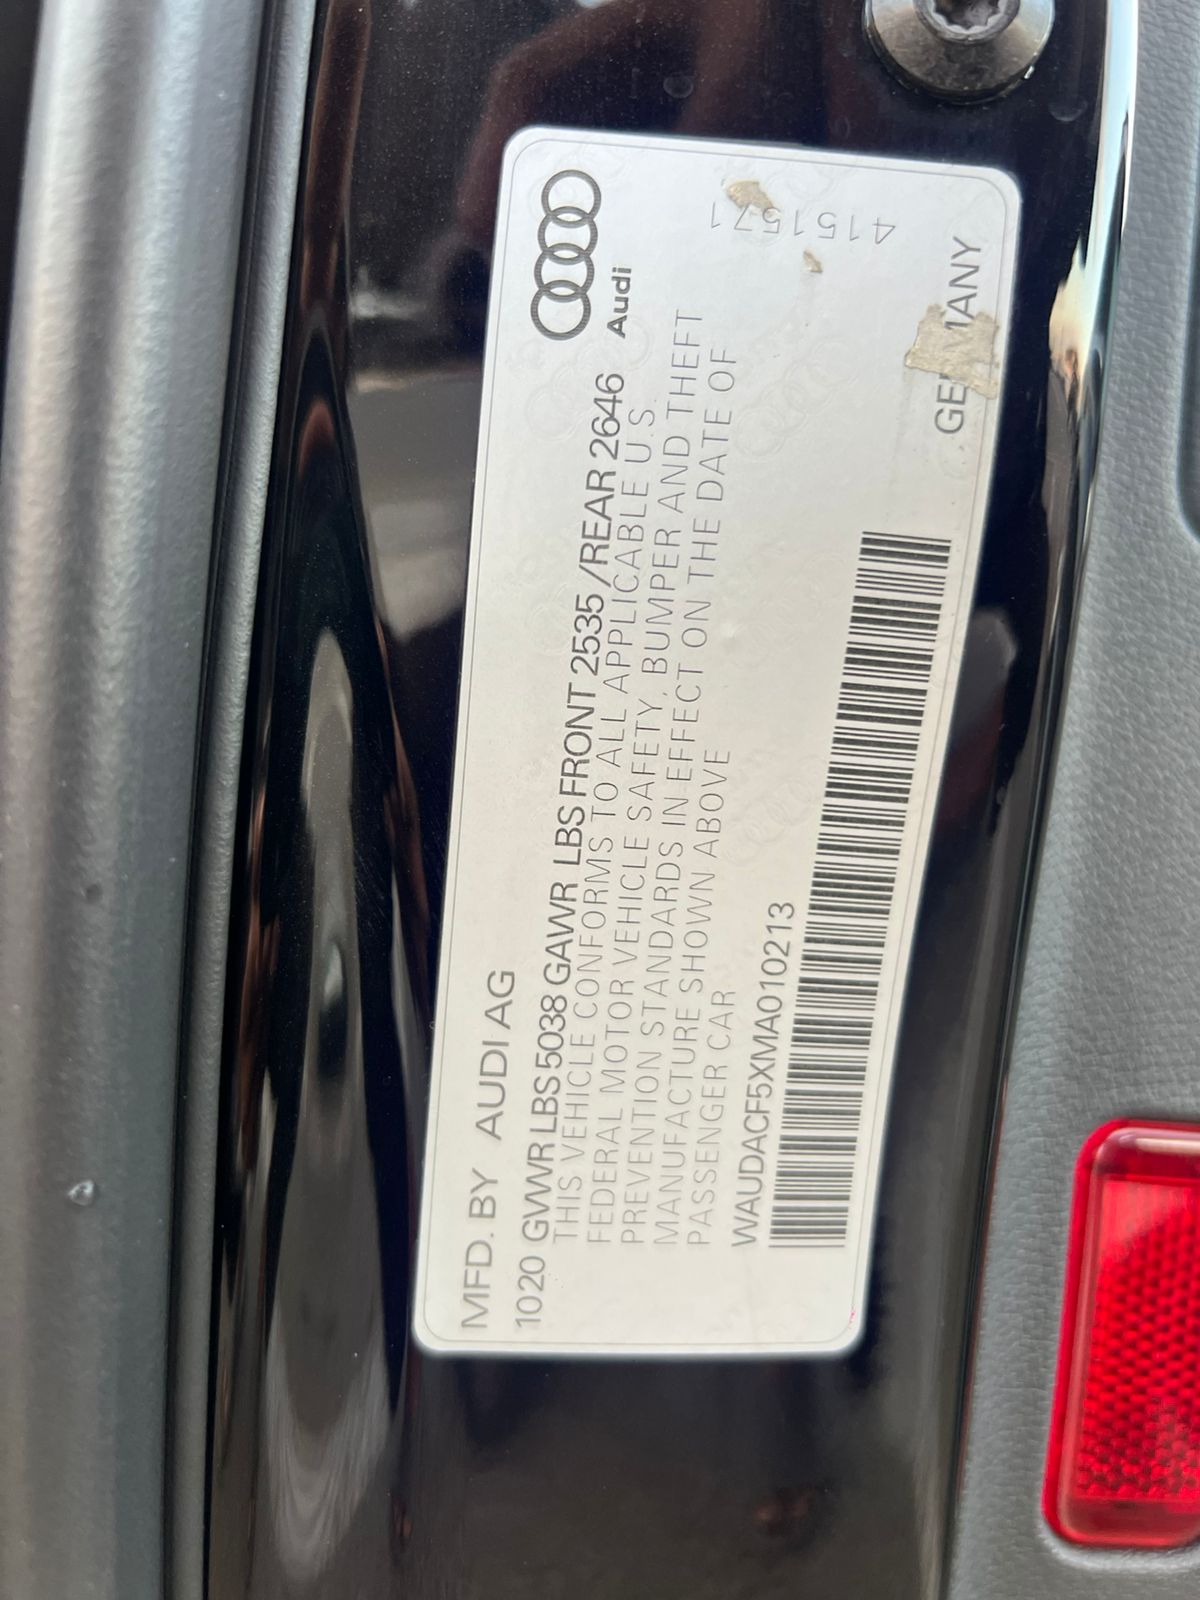 MFD. BY AUDI AG
1020 GVWR LBS 5038 GAWR LBS FRONT 2535 /REAR 2646
THIS VEHICLE CONFORMS TO ALL APPLICABLE U.S.
FEDERAL MOTOR VEHICLE SAFETY, BUMPER AND THEFT
PREVENTION STANDARDS IN EFFECT ON THE DATE OF
MANUFACTURE SHOWN ABOVE
PASSENGER CAR
WAUDACF5XMA010213
Audi
4151571